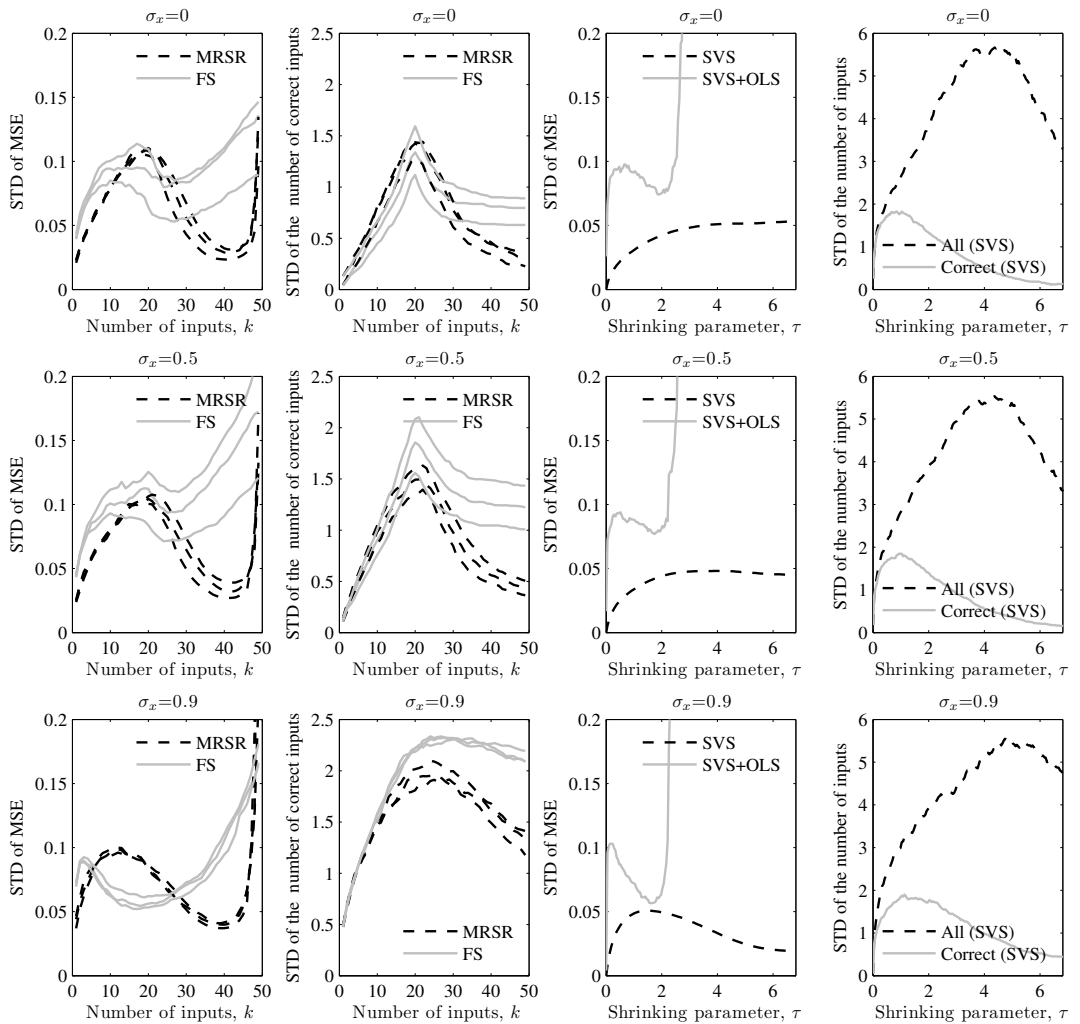 σx=0
STD of MSE
0.2
0.15
0.1
0.05
0
MRSR
FS
0 10 20 30 40 50
Number of inputs, k
σx=0
STD of the number of correct inputs
2.5
2
1.5
1
0.5
0
MRSR
FS
0 10 20 30 40 50
Number of inputs, k
σx=0
STD of MSE
0.2
0.15
0.1
0.05
0
SVS
SVS+OLS
0 2 4 6
Shrinking parameter, τ
σx=0
STD of the number of inputs
6
5
4
3
2
1
0
All (SVS)
Correct (SVS)
0 2 4 6
Shrinking parameter, τ
σx=0.5
STD of MSE
0.2
0.15
0.1
0.05
0
MRSR
FS
0 10 20 30 40 50
Number of inputs, k
σx=0.5
STD of the number of correct inputs
2.5
2
1.5
1
0.5
0
MRSR
FS
0 10 20 30 40 50
Number of inputs, k
σx=0.5
STD of MSE
0.2
0.15
0.1
0.05
0
SVS
SVS+OLS
0 2 4 6
Shrinking parameter, τ
σx=0.5
STD of the number of inputs
6
5
4
3
2
1
0
All (SVS)
Correct (SVS)
0 2 4 6
Shrinking parameter, τ
σx=0.9
STD of MSE
0.2
0.15
0.1
0.05
0
MRSR
FS
0 10 20 30 40 50
Number of inputs, k
σx=0.9
STD of the number of correct inputs
2.5
2
1.5
1
0.5
0
MRSR
FS
0 10 20 30 40 50
Number of inputs, k
σx=0.9
STD of MSE
0.2
0.15
0.1
0.05
0
SVS
SVS+OLS
0 2 4 6
Shrinking parameter, τ
σx=0.9
STD of the number of inputs
6
5
4
3
2
1
0
All (SVS)
Correct (SVS)
0 2 4 6
Shrinking parameter, τ